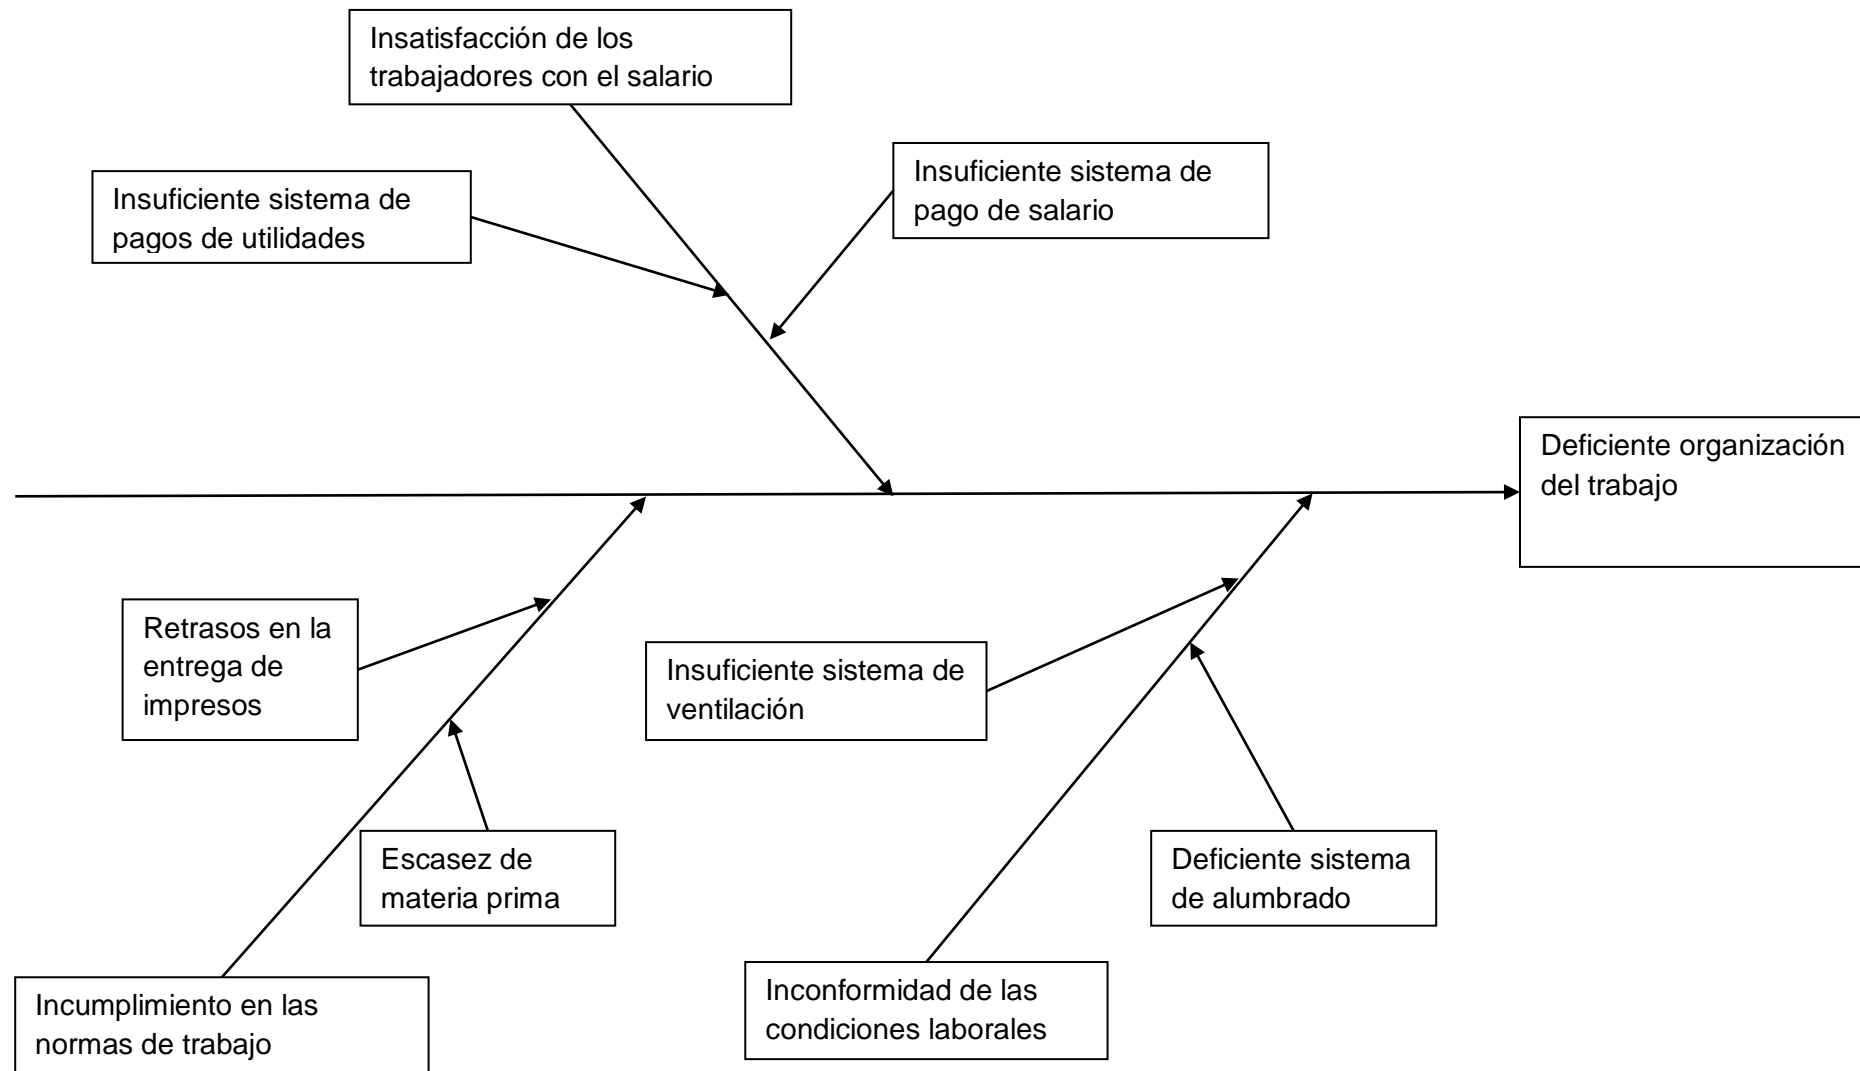 Insatisfacción de los
trabajadores con el salario
Insuficiente sistema de
pago de salario
Insuficiente sistema de
pagos de utilidades
Deficiente organización
del trabajo
Retrasos en la
entrega de
impresos
Insuficiente sistema de
ventilación
Escasez de
materia prima
Deficiente sistema
de alumbrado
Inconformidad de las
condiciones laborales
Incumplimiento en las
normas de trabajo